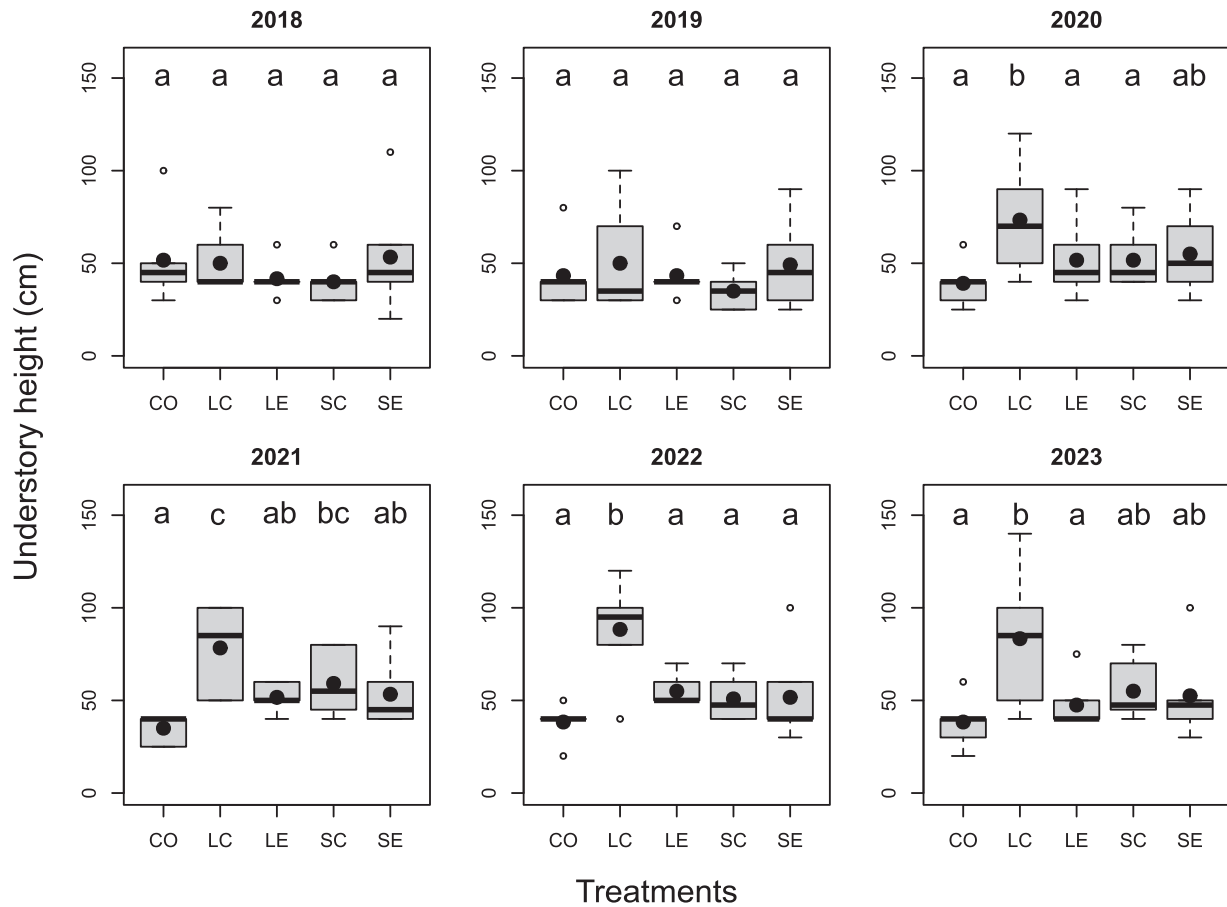 2018
2019
2020
Understory height (cm)
150
100
50
0
a a a a a
CO LC LE SC SE
150
100
50
0
a a a a a
CO LC LE SC SE
150
100
50
0
a b a a ab
CO LC LE SC SE
2021
2022
2023
150
100
50
0
a c ab bc ab
CO LC LE SC SE
150
100
50
0
a b a a a
CO LC LE SC SE
150
100
50
0
a b a ab ab
CO LC LE SC SE
Treatments